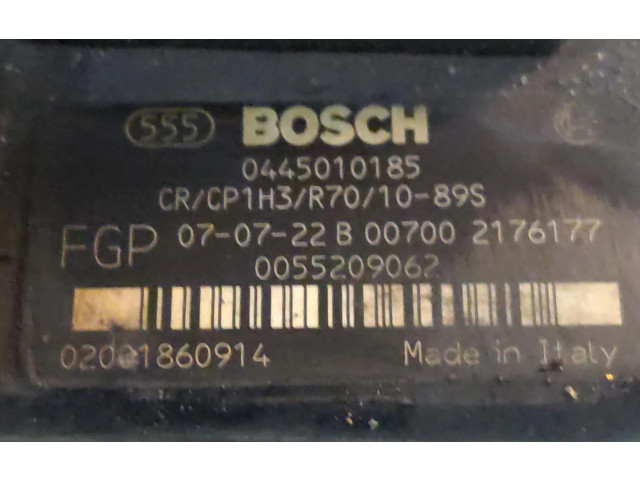 555 BOSCH
0445010185
CR/CP1H3/R70/10-89S
FGP 07-07-22 B 00700 2176177
0055209062
02001860914 Made in Italy